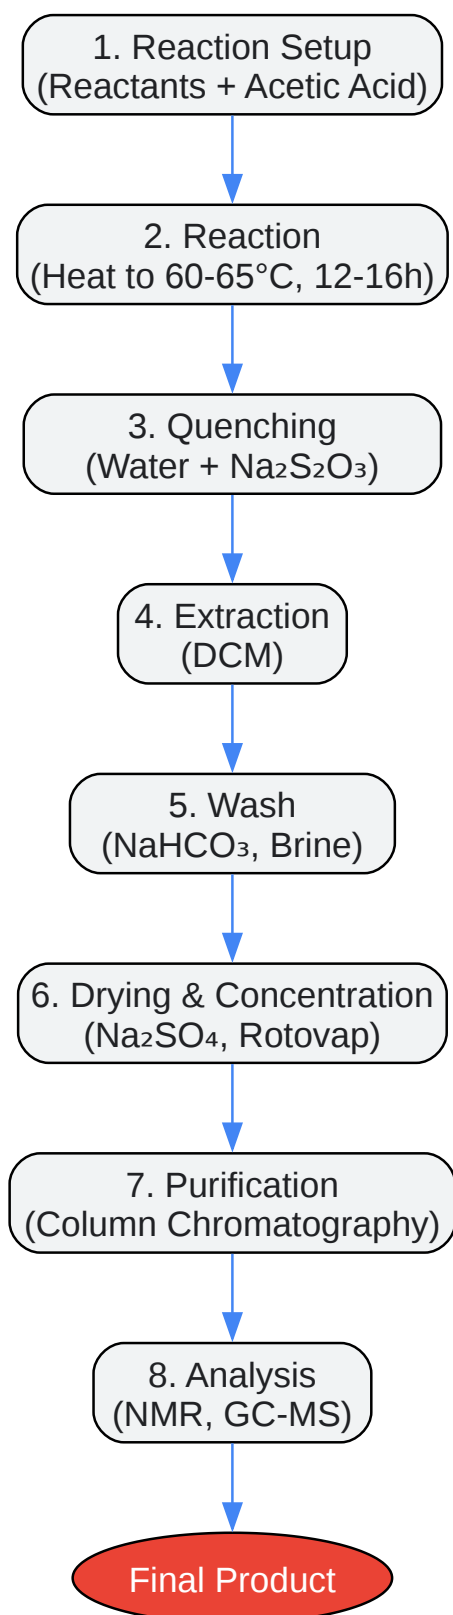 1. Reaction Setup
(Reactants + Acetic Acid)
2. Reaction
(Heat to 60-65°C, 12-16h)
3. Quenching
(Water + Na₂S₂O₃)
4. Extraction
(DCM)
5. Wash
(NaHCO₃, Brine)
6. Drying & Concentration
(Na₂SO₄, Rotovap)
7. Purification
(Column Chromatography)
8. Analysis
(NMR, GC-MS)
Final Product